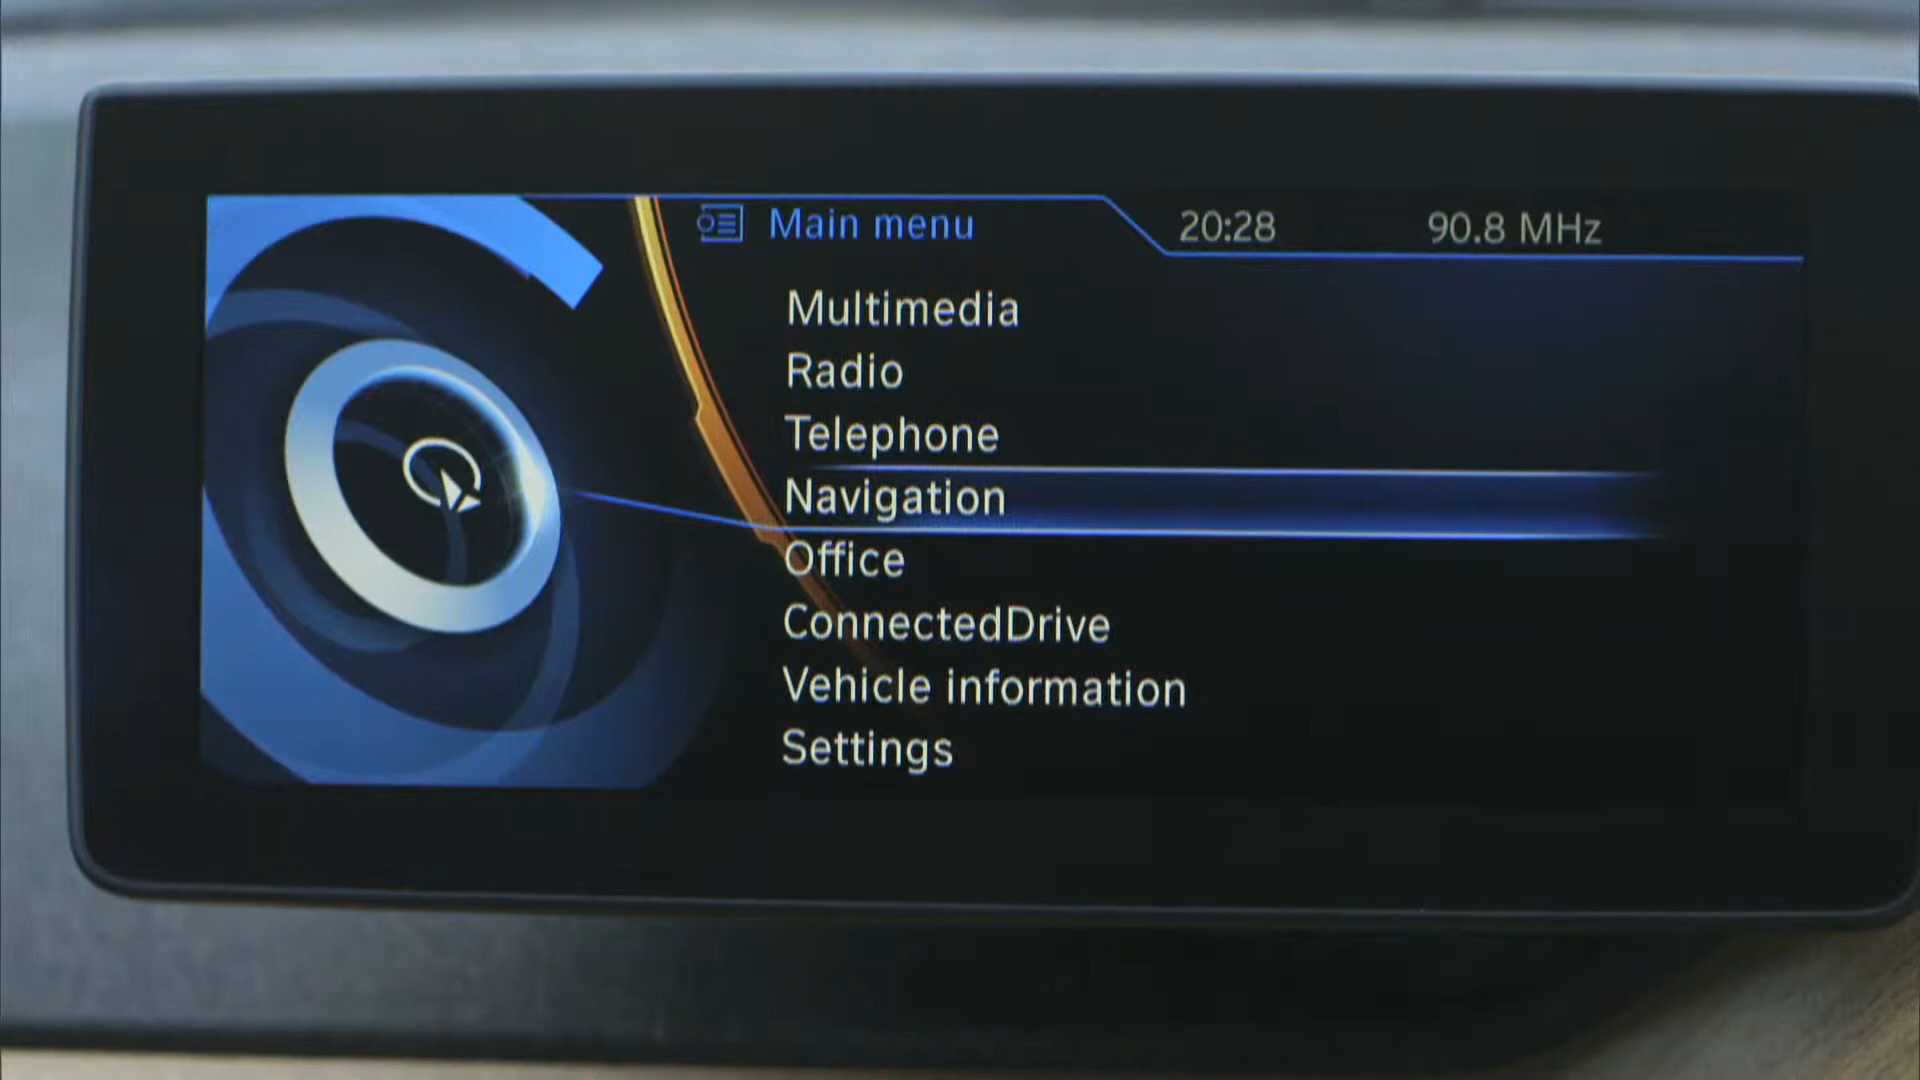 Main menu 20:28 90.8 MHz
Multimedia
Radio
Telephone
Navigation
Office
ConnectedDrive
Vehicle information
Settings